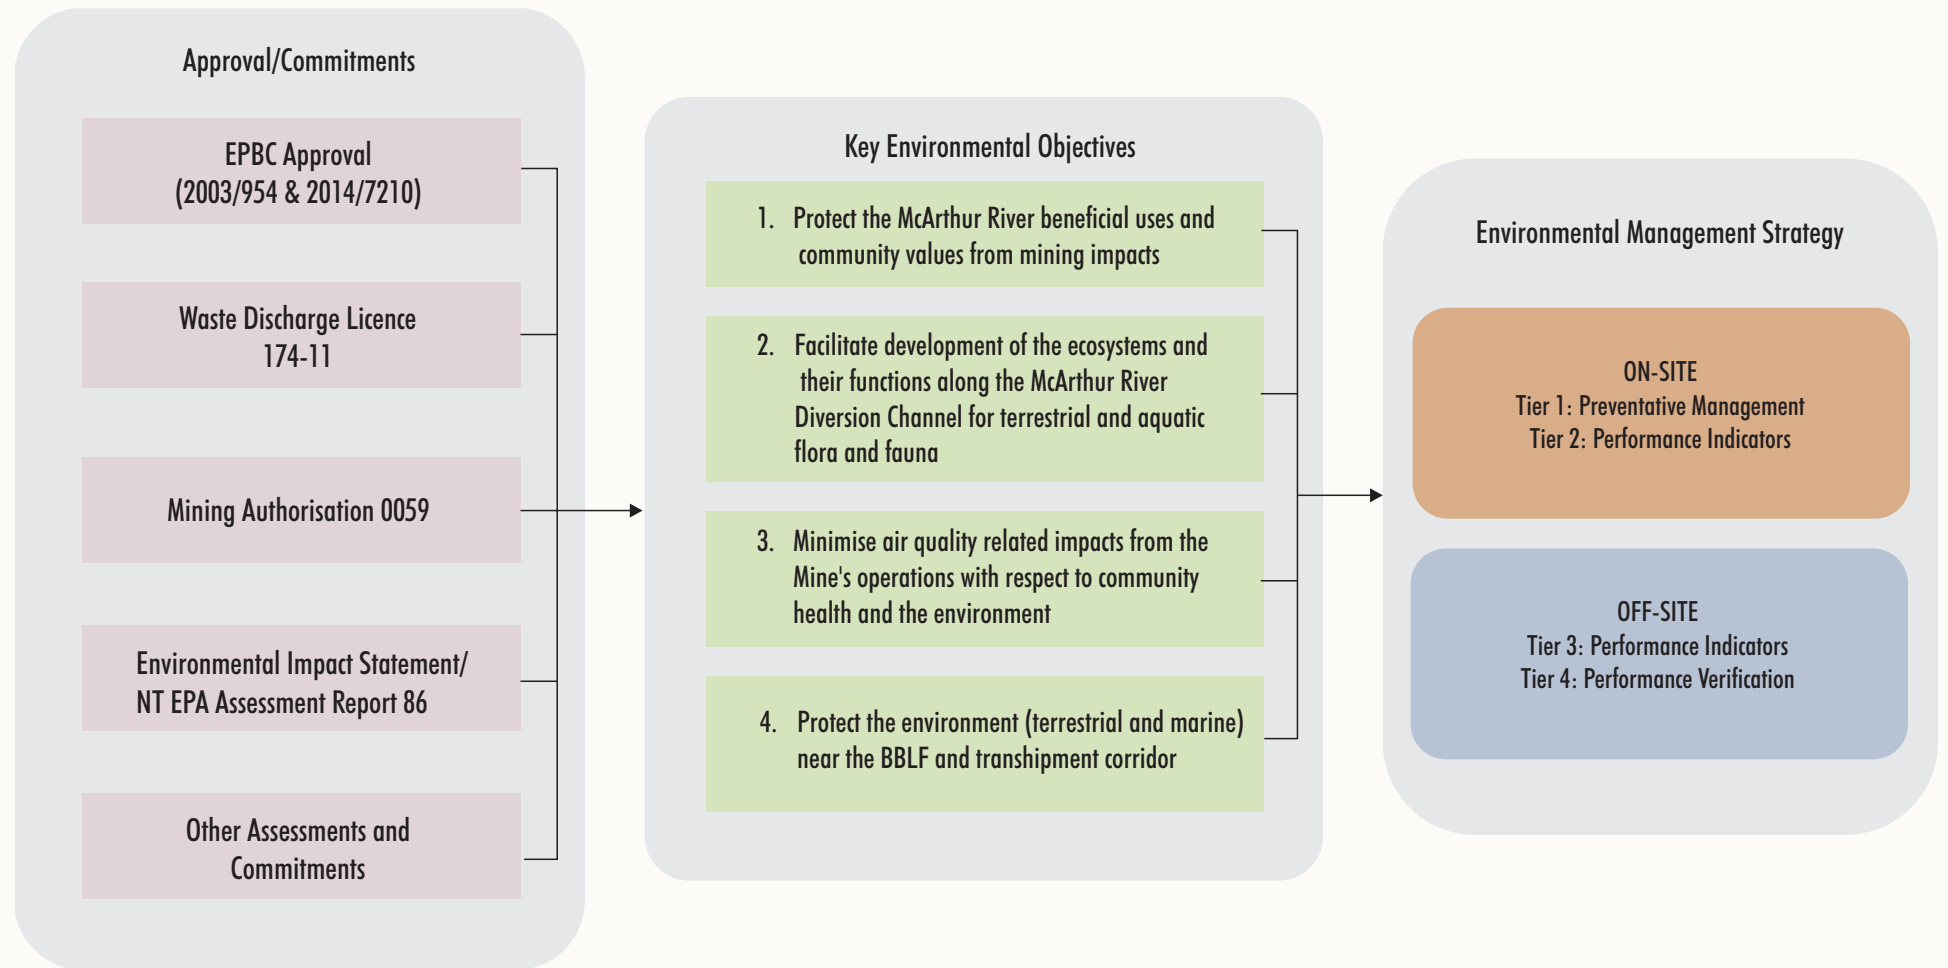 Approval/Commitments
EPBC Approval
(2003/954 & 2014/7210)
Waste Discharge Licence
174-11
Mining Authorisation 0059
Environmental Impact Statement/
NT EPA Assessment Report 86
Other Assessments and
Commitments
Key Environmental Objectives
1. Protect the McArthur River beneficial uses and
community values from mining impacts
2. Facilitate development of the ecosystems and
their functions along the McArthur River
Diversion Channel for terrestrial and aquatic
flora and fauna
3. Minimise air quality related impacts from the
Mine's operations with respect to community
health and the environment
4. Protect the environment (terrestrial and marine)
near the BBLF and transhipment corridor
Environmental Management Strategy
ON-SITE
Tier 1: Preventative Management
Tier 2: Performance Indicators
OFF-SITE
Tier 3: Performance Indicators
Tier 4: Performance Verification